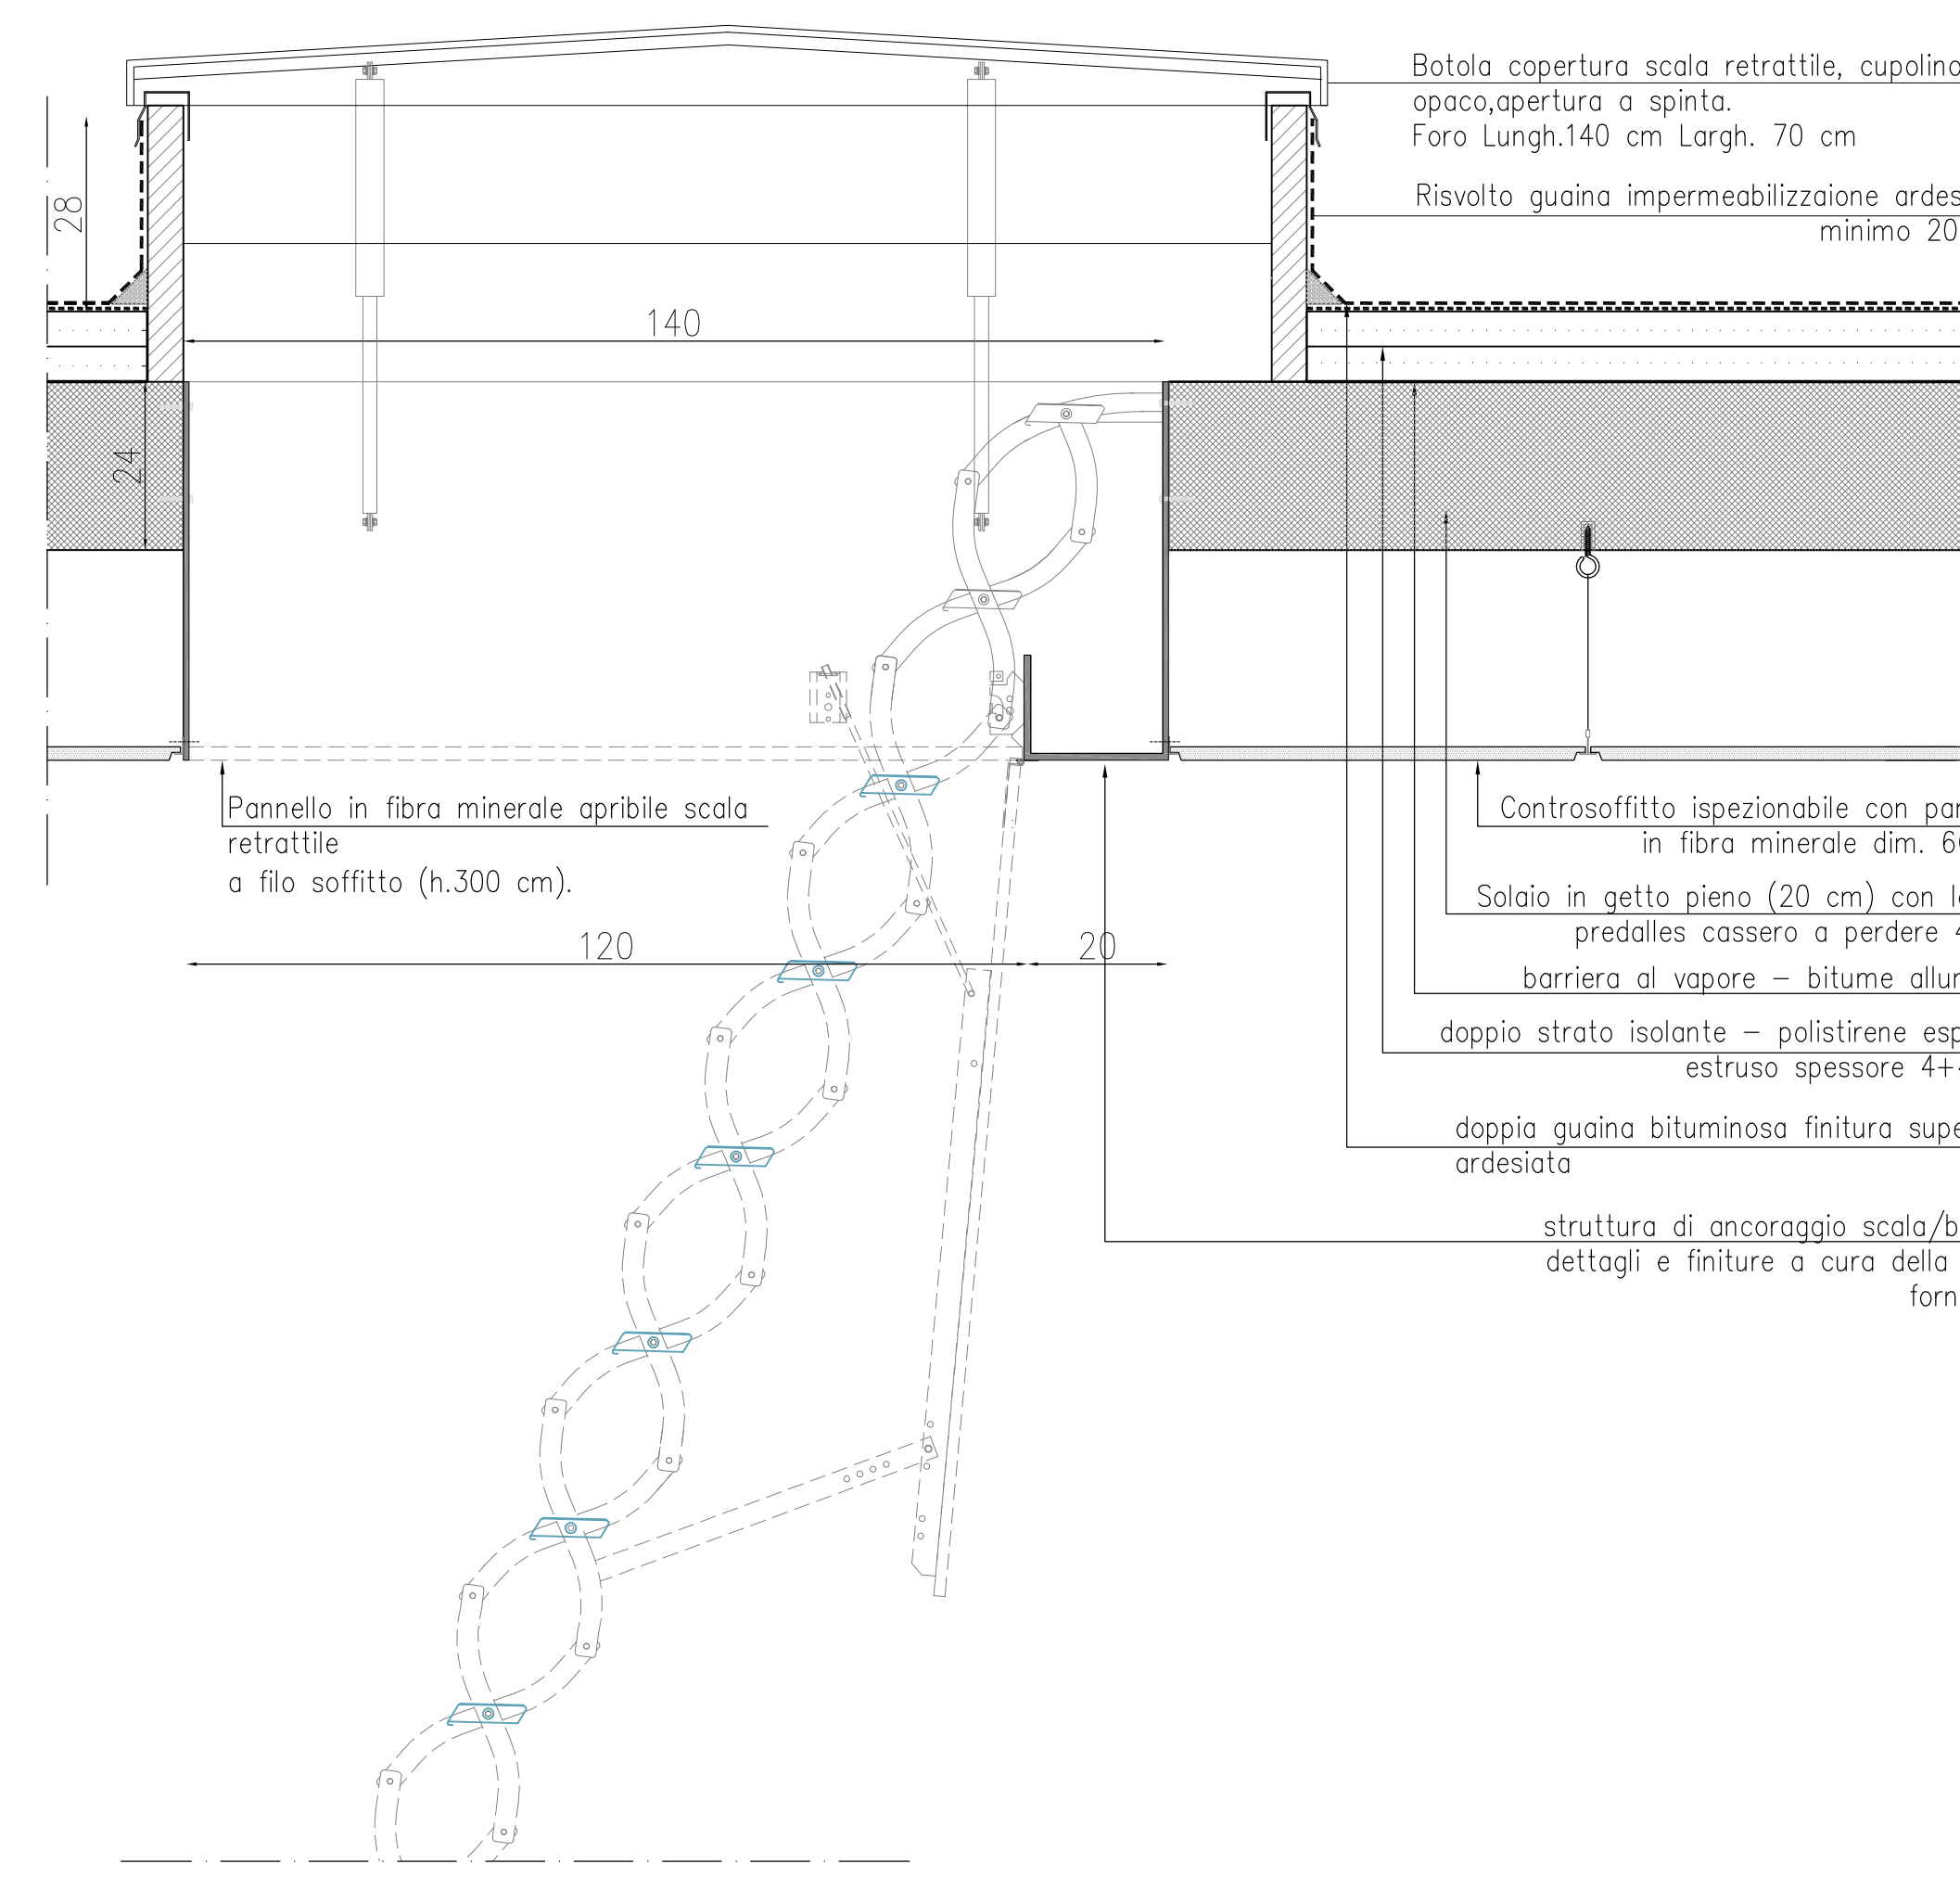 Botola copertura scala retrattile, cupolino
opaco,apertura a spinta.
Foro Lungh.140 cm Largh. 70 cm
Risvolto guaina impermeabilizzaione ardes
minimo 20
28
140
24
Pannello in fibra minerale apribile scala
retrattile
a filo soffitto (h.300 cm).
Controsoffitto ispezionabile con pan
in fibra minerale dim. 60
Solaio in getto pieno (20 cm) con
predalles cassero a perdere 4
120
20
barriera al vapore – bitume allum
doppio strato isolante – polistirene esp
estruso spessore 4+
doppia guaina bituminosa finitura supe
ardesiata
struttura di ancoraggio scala/b
dettagli e finiture a cura della
forn